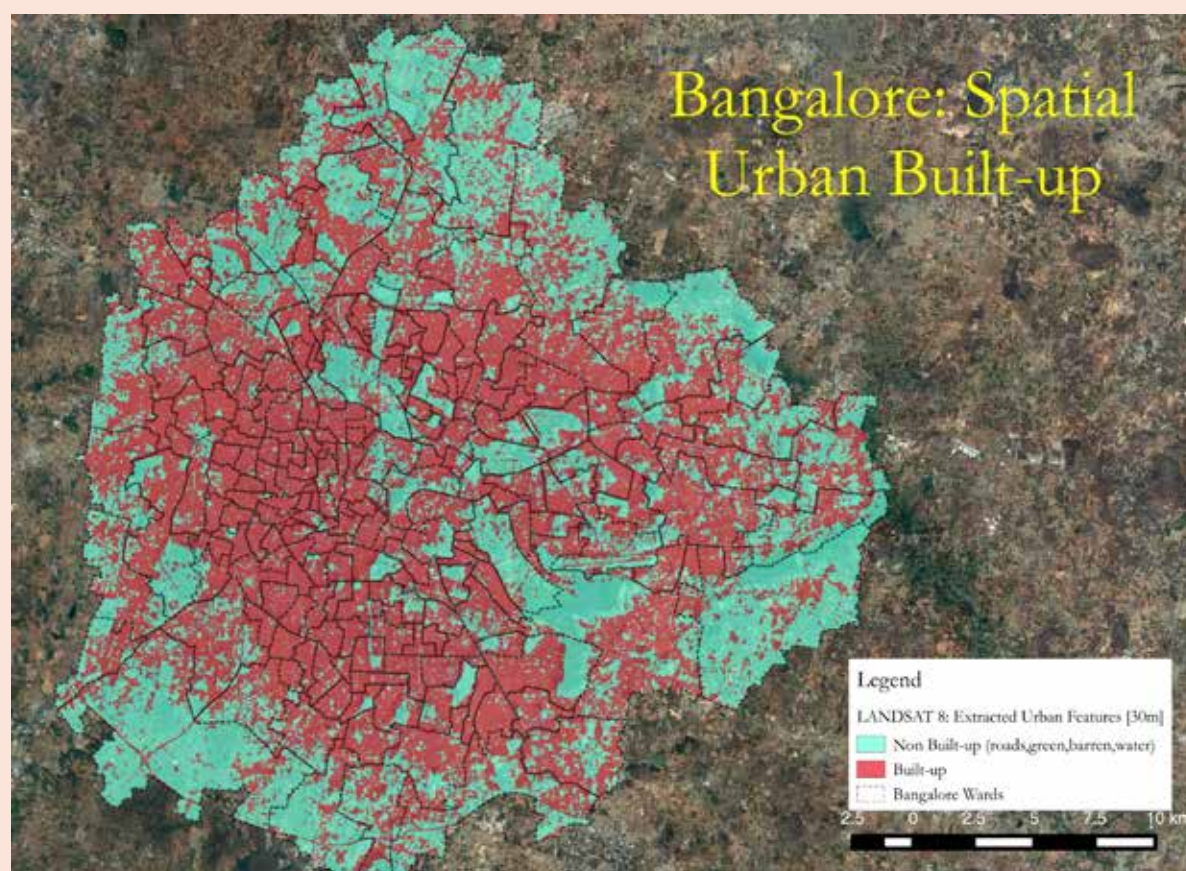 Bangalore: Spatial
Urban Built-up
Legend
LANDSAT 8: Extracted Urban Features [30m]
Non Built-up (roads,green,barren,water)
Built-up
Bangalore Wards
2.5 0 2.5 5 7.5 10 km